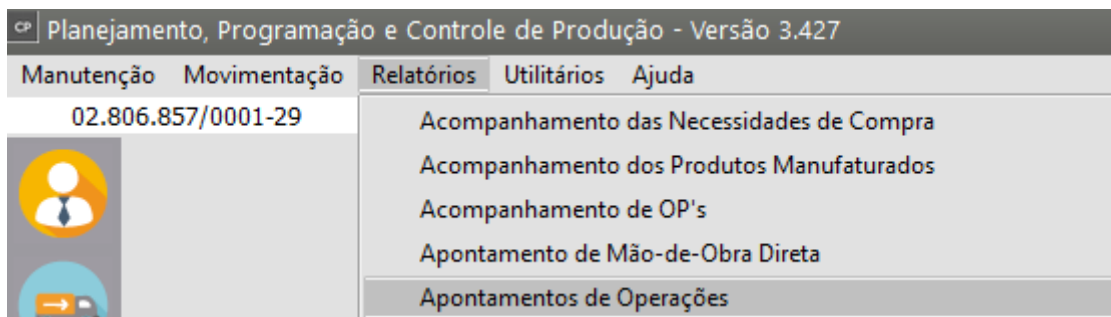 CP Planejamento, Programação e Controle de Produção - Versão 3.427
Manutenção Movimentação Relatórios Utilitários Ajuda
02.806.857/0001-29
Acompanhamento das Necessidades de Compra
Acompanhamento dos Produtos Manufaturados
Acompanhamento de OP's
Apontamento de Mão-de-Obra Direta
Apontamentos de Operações